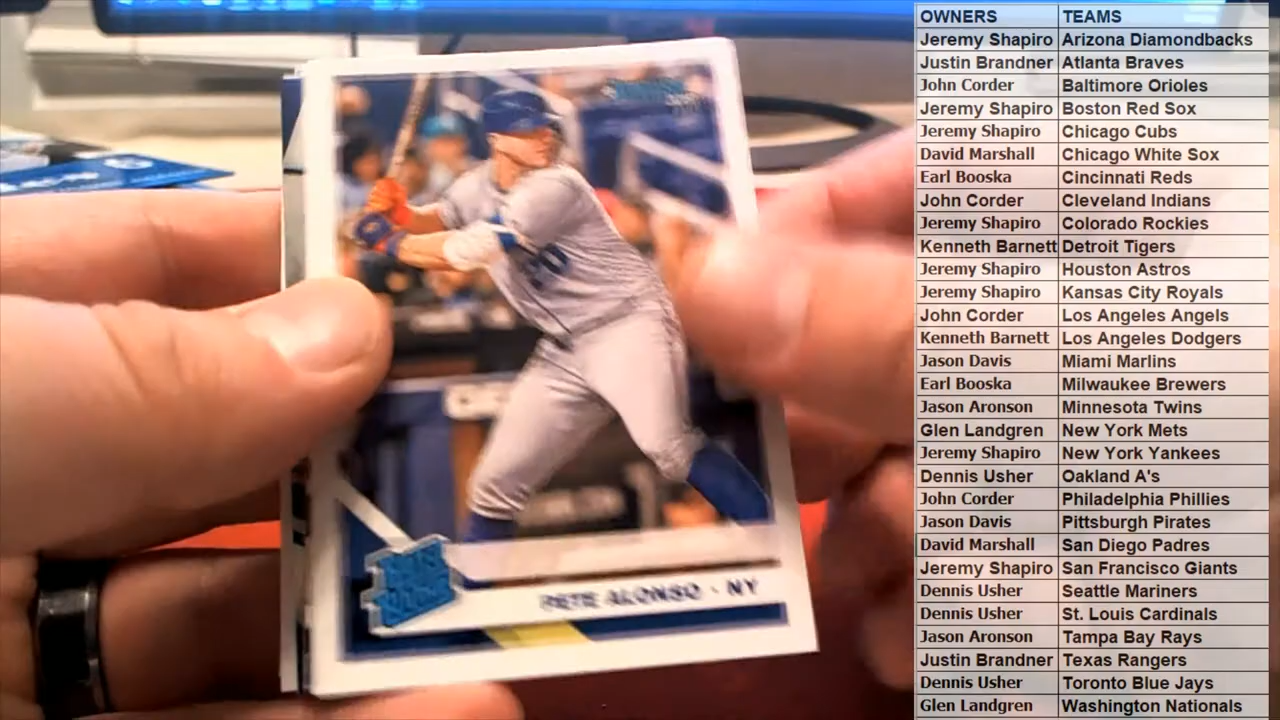 PETE ALONSO - NY
OWNERS TEAMS
Jeremy Shapiro Arizona Diamondbacks
Justin Brandner Atlanta Braves
John Corder Baltimore Orioles
Jeremy Shapiro Boston Red Sox
Jeremy Shapiro Chicago Cubs
David Marshall Chicago White Sox
Earl Booska Cincinnati Reds
John Corder Cleveland Indians
Jeremy Shapiro Colorado Rockies
Kenneth Barnett Detroit Tigers
Jeremy Shapiro Houston Astros
Jeremy Shapiro Kansas City Royals
John Corder Los Angeles Angels
Kenneth Barnett Los Angeles Dodgers
Jason Davis Miami Marlins
Earl Booska Milwaukee Brewers
Jason Aronson Minnesota Twins
Glen Landgren New York Mets
Jeremy Shapiro New York Yankees
Dennis Usher Oakland A's
John Corder Philadelphia Phillies
Jason Davis Pittsburgh Pirates
David Marshall San Diego Padres
Jeremy Shapiro San Francisco Giants
Dennis Usher Seattle Mariners
Dennis Usher St. Louis Cardinals
Jason Aronson Tampa Bay Rays
Justin Brandner Texas Rangers
Dennis Usher Toronto Blue Jays
Glen Landgren Washington Nationals